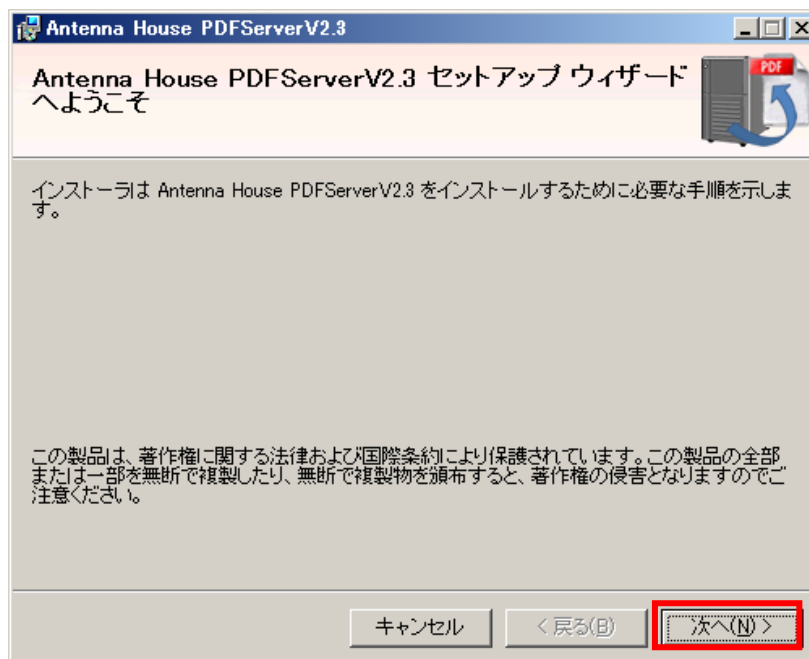 Antenna House PDFServerV2.3
Antenna House PDFServerV2.3 セットアップ ウィザード
へようこそ
PDF
インストーラは Antenna House PDFServerV2.3 をインストールするために必要な手順を示しま
す。
この製品は、著作権に関する法律および国際条約により保護されています。この製品の全部
または一部を無断で複製したり、無断で複製物を頒布すると、著作権の侵害となりますのでご
注意ください。
キャンセル
< 戻る(B)
次へ(N) >